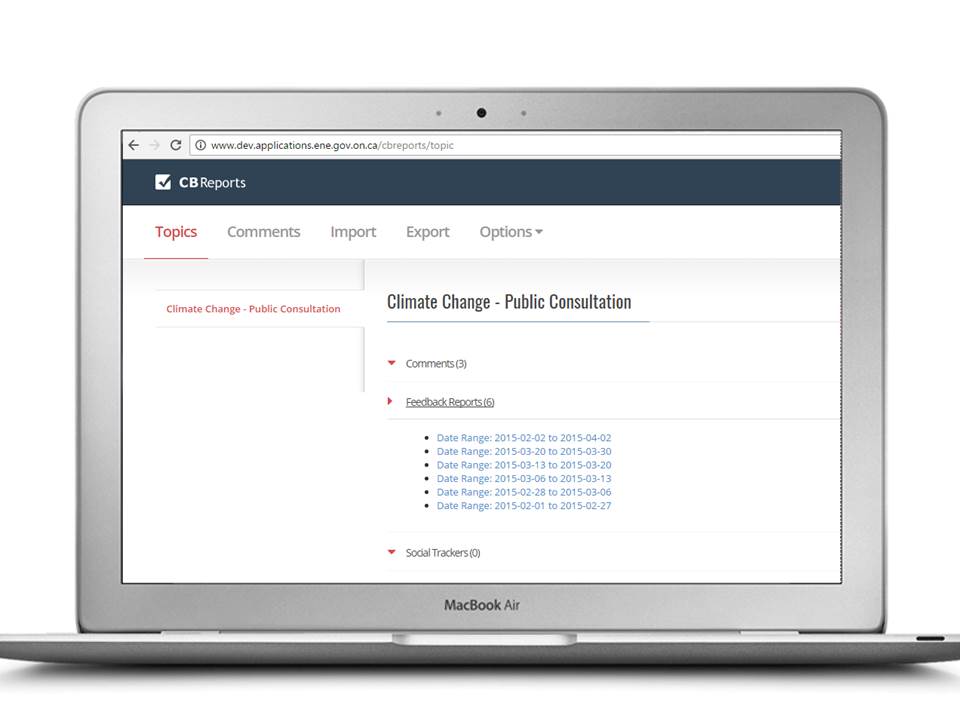 www.dev.applications.ene.gov.on.ca/cbreports/topic
CBReports
Topics Comments Import Export Options
Climate Change - Public Consultation
Climate Change - Public Consultation
Comments (3)
Feedback Reports (6)
Date Range: 2015-02-02 to 2015-04-02
Date Range: 2015-03-20 to 2015-03-30
Date Range: 2015-03-13 to 2015-03-20
Date Range: 2015-03-06 to 2015-03-13
Date Range: 2015-02-28 to 2015-03-06
Date Range: 2015-02-01 to 2015-02-27
Social Trackers (0)
MacBook Air